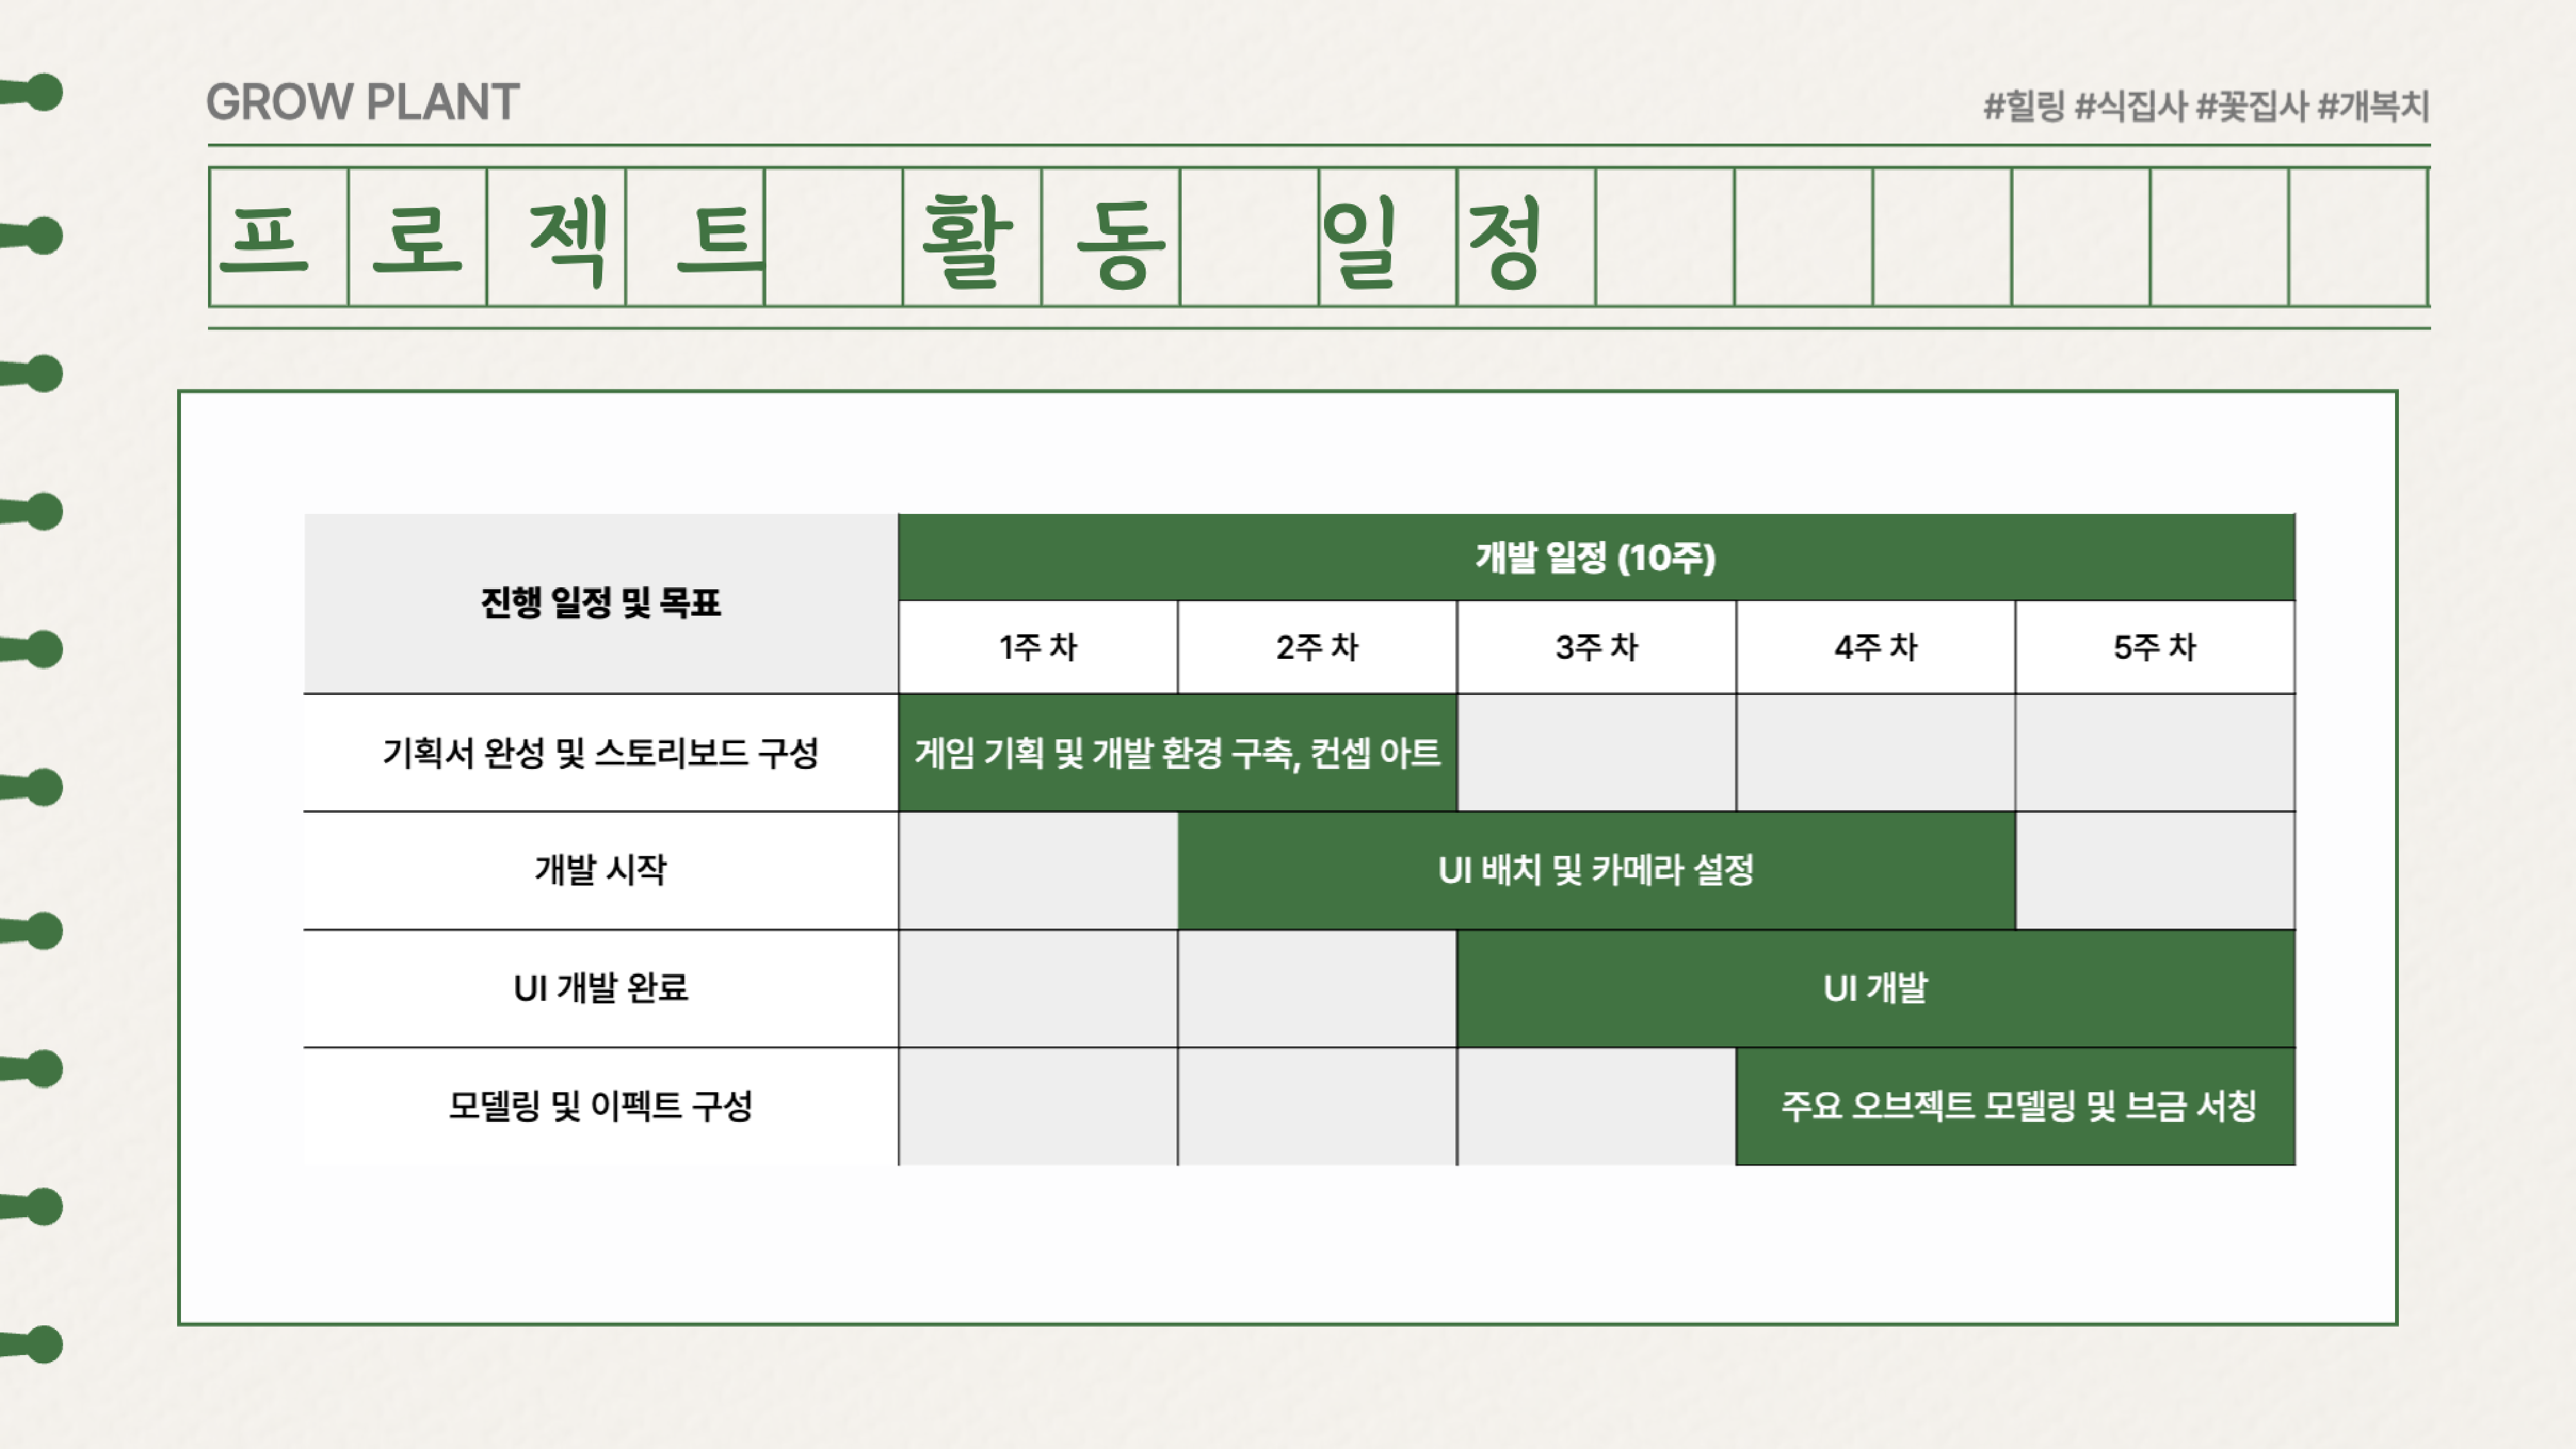 GROW PLANT
#힐링 #식집사 #꽃집사 #개복치
프로젝트 활동 일정
진행 일정 및 목표
개발 일정 (10주)
1주 차 2주 차 3주 차 4주 차 5주 차
기획서 완성 및 스토리보드 구성
게임 기획 및 개발 환경 구축, 컨셉 아트
개발 시작
UI 배치 및 카메라 설정
UI 개발 완료
UI 개발
모델링 및 이펙트 구성
주요 오브젝트 모델링 및 브금 서칭